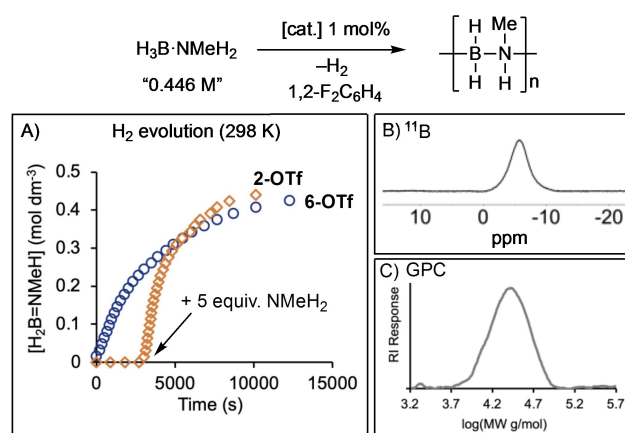 H₃B·NMeH₂
“0.446 M”
[cat.] 1 mol%
–H₂
1,2-F₂C₆H₄
H Me
B N
H H
n
A) H₂ evolution (298 K)
[H₂B=NMeH] (mol dm⁻³)
0.5
0.4
0.3
0.2
0.1
0
2-OTf
6-OTf
+ 5 equiv. NMeH₂
0 5000 10000 15000
Time (s)
B) ¹¹B
10 0 -10 -20
ppm
C) GPC
RI Response
3.2 3.7 4.2 4.7 5.2 5.7
log(MW g/mol)